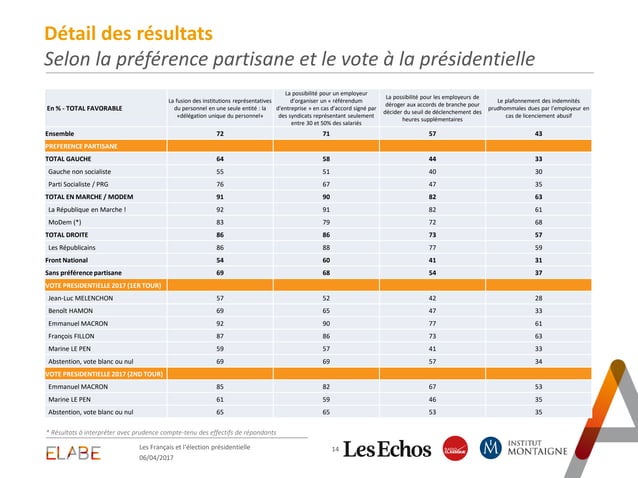 Détail des résultats
Selon la préférence partisane et le vote à la présidentielle
En % - TOTAL FAVORABLE
La fusion des institutions représentatives
du personnel en une seule entité : la
«délégation unique du personnel»
La possibilité pour un employeur
d'organiser un « référendum
d'entreprise » en cas d'accord signé par
des syndicats représentant seulement
entre 30 et 50% des salariés
La possibilité pour les employeurs de
déroger aux accords de branche pour
décider du seuil de déclenchement des
heures supplémentaires
Le plafonnement des indemnités
prudhommales dues par l'employeur en
cas de licenciement abusif
Ensemble 72 71 57 43
PREFERENCE PARTISANE
TOTAL GAUCHE 64 58 44 33
Gauche non socialiste 55 51 40 30
Parti Socialiste / PRG 76 67 47 35
TOTAL EN MARCHE / MODEM 91 90 82 63
La République en Marche ! 92 91 82 61
MoDem (*) 83 79 72 68
TOTAL DROITE 86 86 73 57
Les Républicains 86 88 77 59
Front National 54 60 41 31
Sans préférence partisane 69 68 54 37
VOTE PRESIDENTIELLE 2017 (1ER TOUR)
Jean-Luc MELENCHON 57 52 42 28
Benoît HAMON 69 65 47 33
Emmanuel MACRON 92 90 77 61
François FILLON 87 86 73 63
Marine LE PEN 59 57 41 33
Abstention, vote blanc ou nul 69 69 57 34
VOTE PRESIDENTIELLE 2017 (2ND TOUR)
Emmanuel MACRON 85 82 67 53
Marine LE PEN 61 59 46 35
Abstention, vote blanc ou nul 65 65 53 35
* Résultats à interpréter avec prudence compte-tenu des effectifs de répondants
ELABE
Les Français et l'élection présidentielle
06/04/2017
14
Les Echos
RADIO
CLASSIQUE
INSTITUT
MONTAIGNE